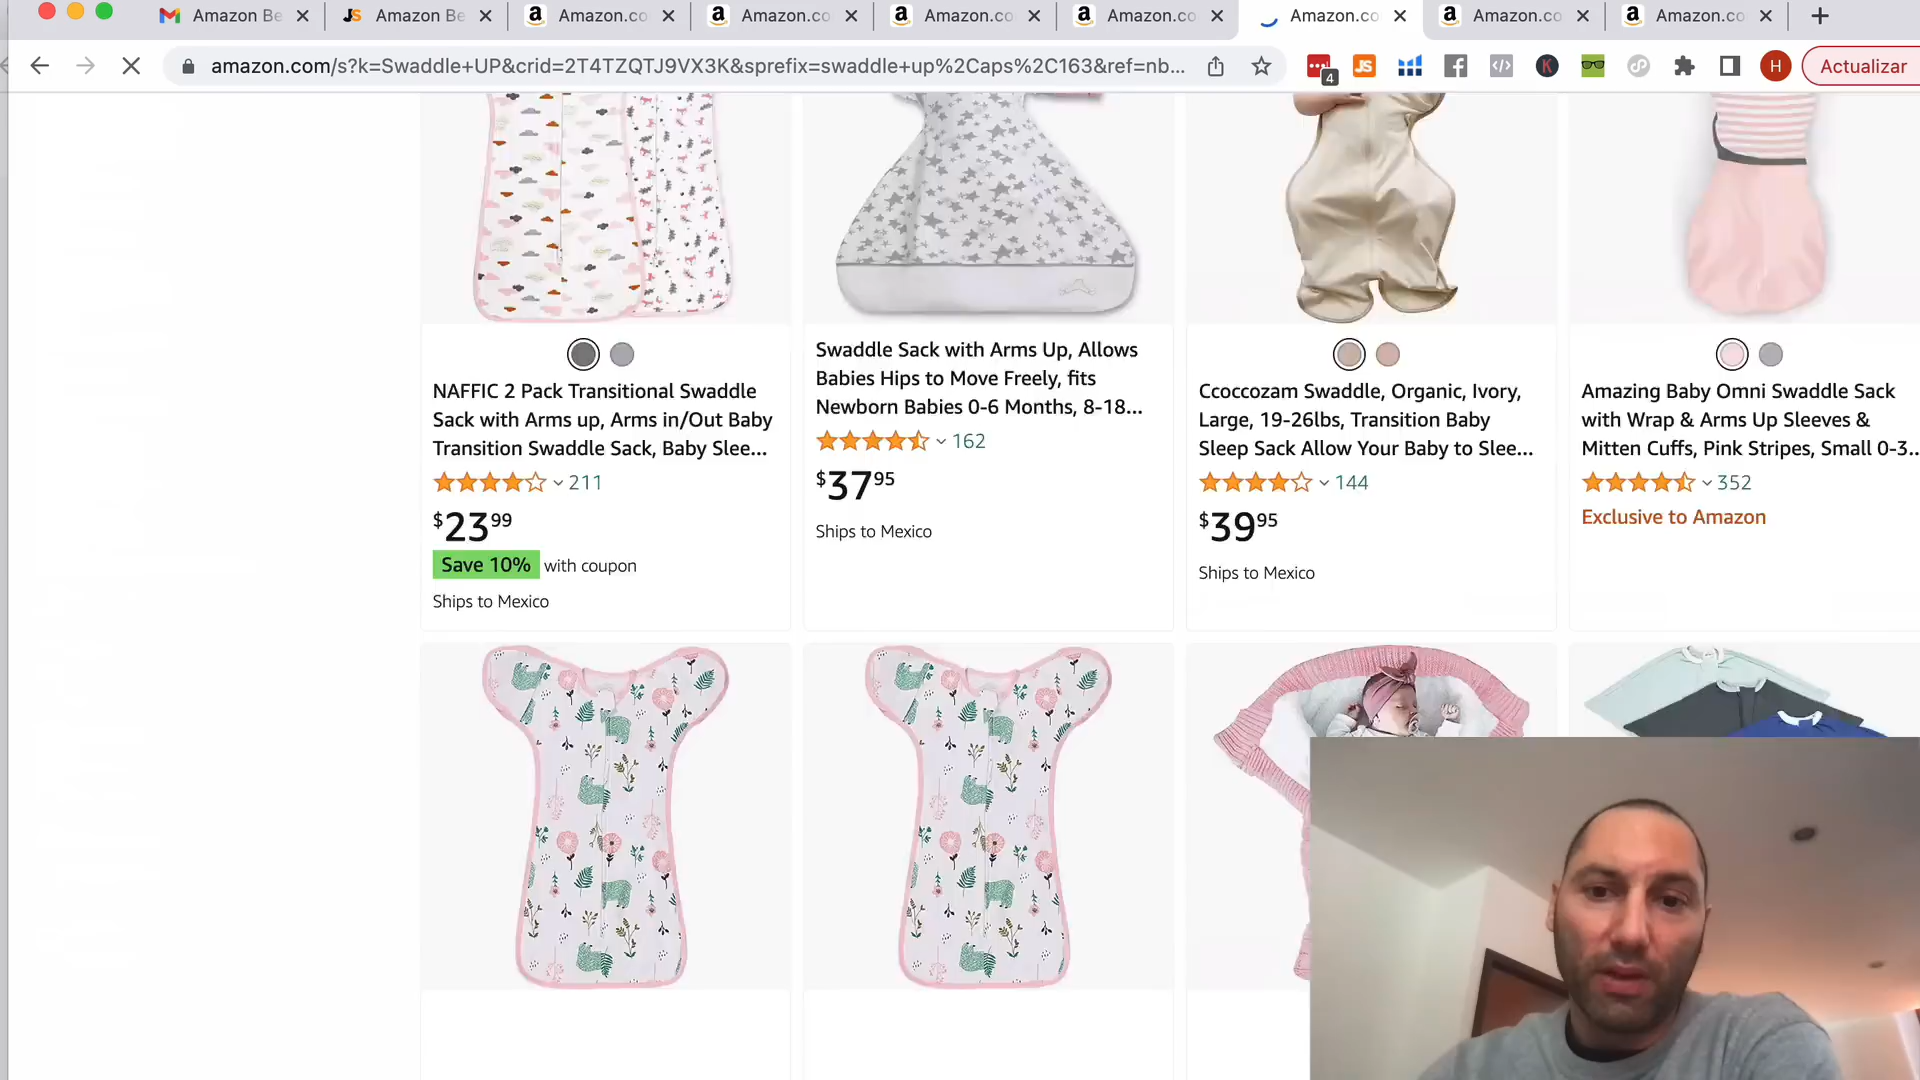 Amazon Be
Amazon Be
Amazon.co
Amazon.co
Amazon.co
Amazon.co
Amazon.co
Amazon.co
Amazon.co
amazon.com/s?k=Swaddle+UP&crid=2T4TZQTJ9VX3K&sprefix=swaddle+up%2Caps%2C163&ref=nb...
4
JS
K
H
Actualizar
NAFFIC 2 Pack Transitional Swaddle
Sack with Arms up, Arms in/Out Baby
Transition Swaddle Sack, Baby Slee...
211
$23.99
Save 10% with coupon
Ships to Mexico
Swaddle Sack with Arms Up, Allows
Babies Hips to Move Freely, fits
Newborn Babies 0-6 Months, 8-18...
162
$37.95
Ships to Mexico
Ccoccozam Swaddle, Organic, Ivory,
Large, 19-26lbs, Transition Baby
Sleep Sack Allow Your Baby to Slee...
144
$39.95
Ships to Mexico
Amazing Baby Omni Swaddle Sack
with Wrap & Arms Up Sleeves &
Mitten Cuffs, Pink Stripes, Small 0-3...
352
Exclusive to Amazon